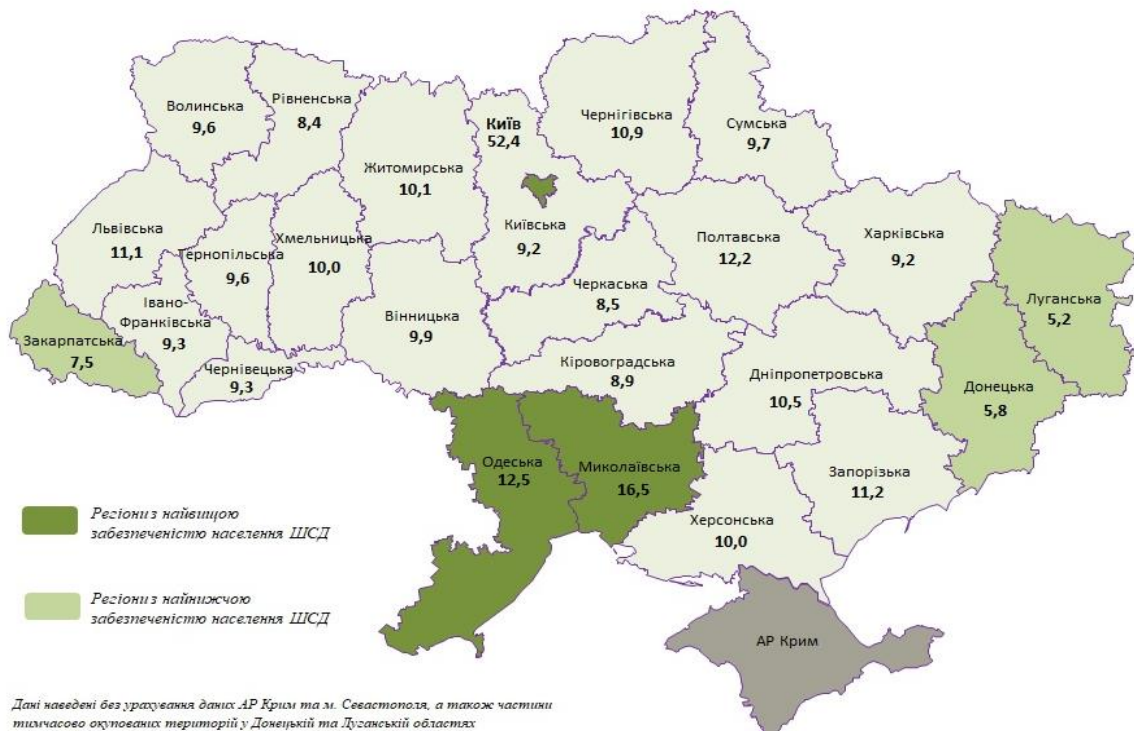 Волинська
9,6
Рівненська
8,4
Київ
52,4
Чернігівська
10,9
Сумська
9,7
Житомирська
10,1
Львівська
11,1
Тернопільська
9,6
Хмельницька
10,0
Київська
9,2
Полтавська
12,2
Харківська
9,2
Черкаська
8,5
Луганська
5,2
Закарпатська
7,5
Івано-
Франківська
9,3
Чернівецька
9,3
Вінницька
9,9
Кіровоградська
8,9
Дніпропетровська
10,5
Донецька
5,8
Одеська
12,5
Миколаївська
16,5
Запорізька
11,2
Херсонська
10,0
АР Крим
Регіони з найвищою
забезпеченістю населення ШСД
Регіони з найнижчою
забезпеченістю населення ШСД
Дані наведені без урахування даних АР Крим та м. Севастополя, а також частини
тимчасово окупованих територій у Донецькій та Луганській областях